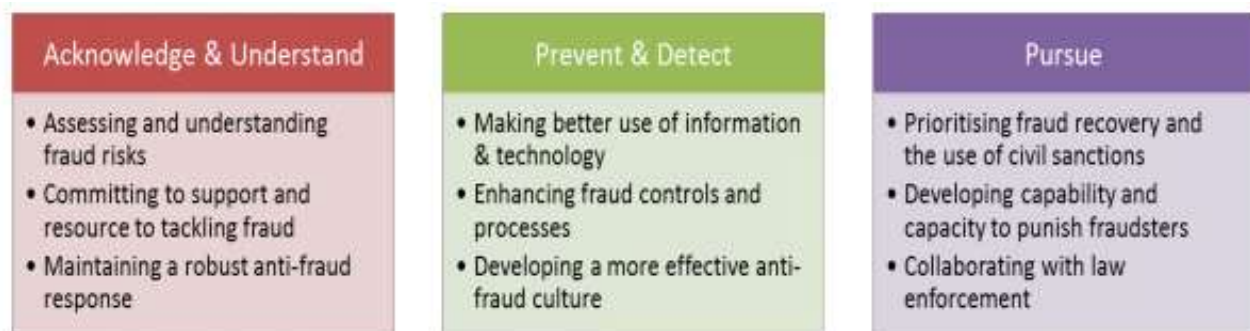 Acknowledge & Understand
• Assessing and understanding
fraud risks
• Committing to support and
resource to tackling fraud
• Maintaining a robust anti-fraud
response
Prevent & Detect
• Making better use of information
& technology
• Enhancing fraud controls and
processes
• Developing a more effective anti-
fraud culture
Pursue
• Prioritising fraud recovery and
the use of civil sanctions
• Developing capability and
capacity to punish fraudsters
• Collaborating with law
enforcement